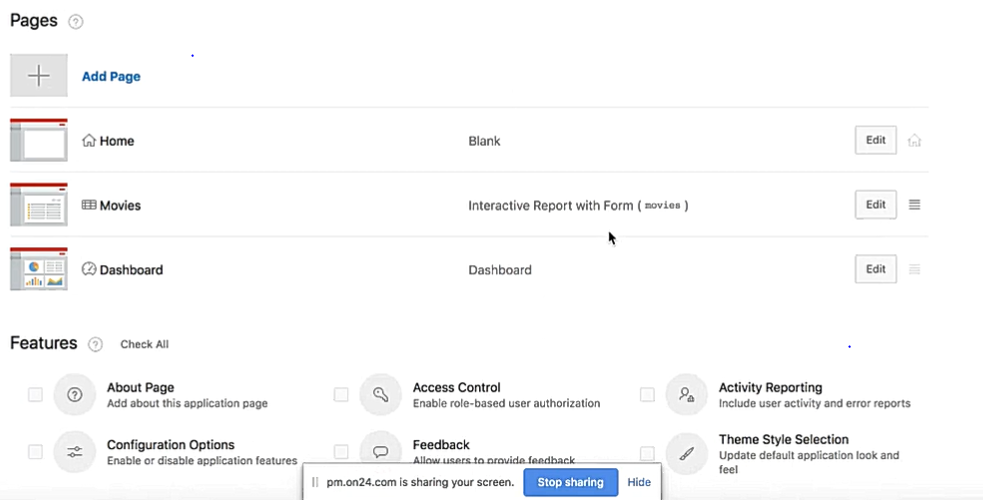 Pages ?
Add Page
Home Blank Edit
Movies Interactive Report with Form ( movies ) Edit
Dashboard Dashboard Edit
Features ? Check All
About Page
Add about this application page
Access Control
Enable role-based user authorization
Activity Reporting
Include user activity and error reports
Configuration Options
Enable or disable application features
Feedback
Allow users to provide feedback
Theme Style Selection
Update default application look and
feel
pm.on24.com is sharing your screen. Stop sharing Hide